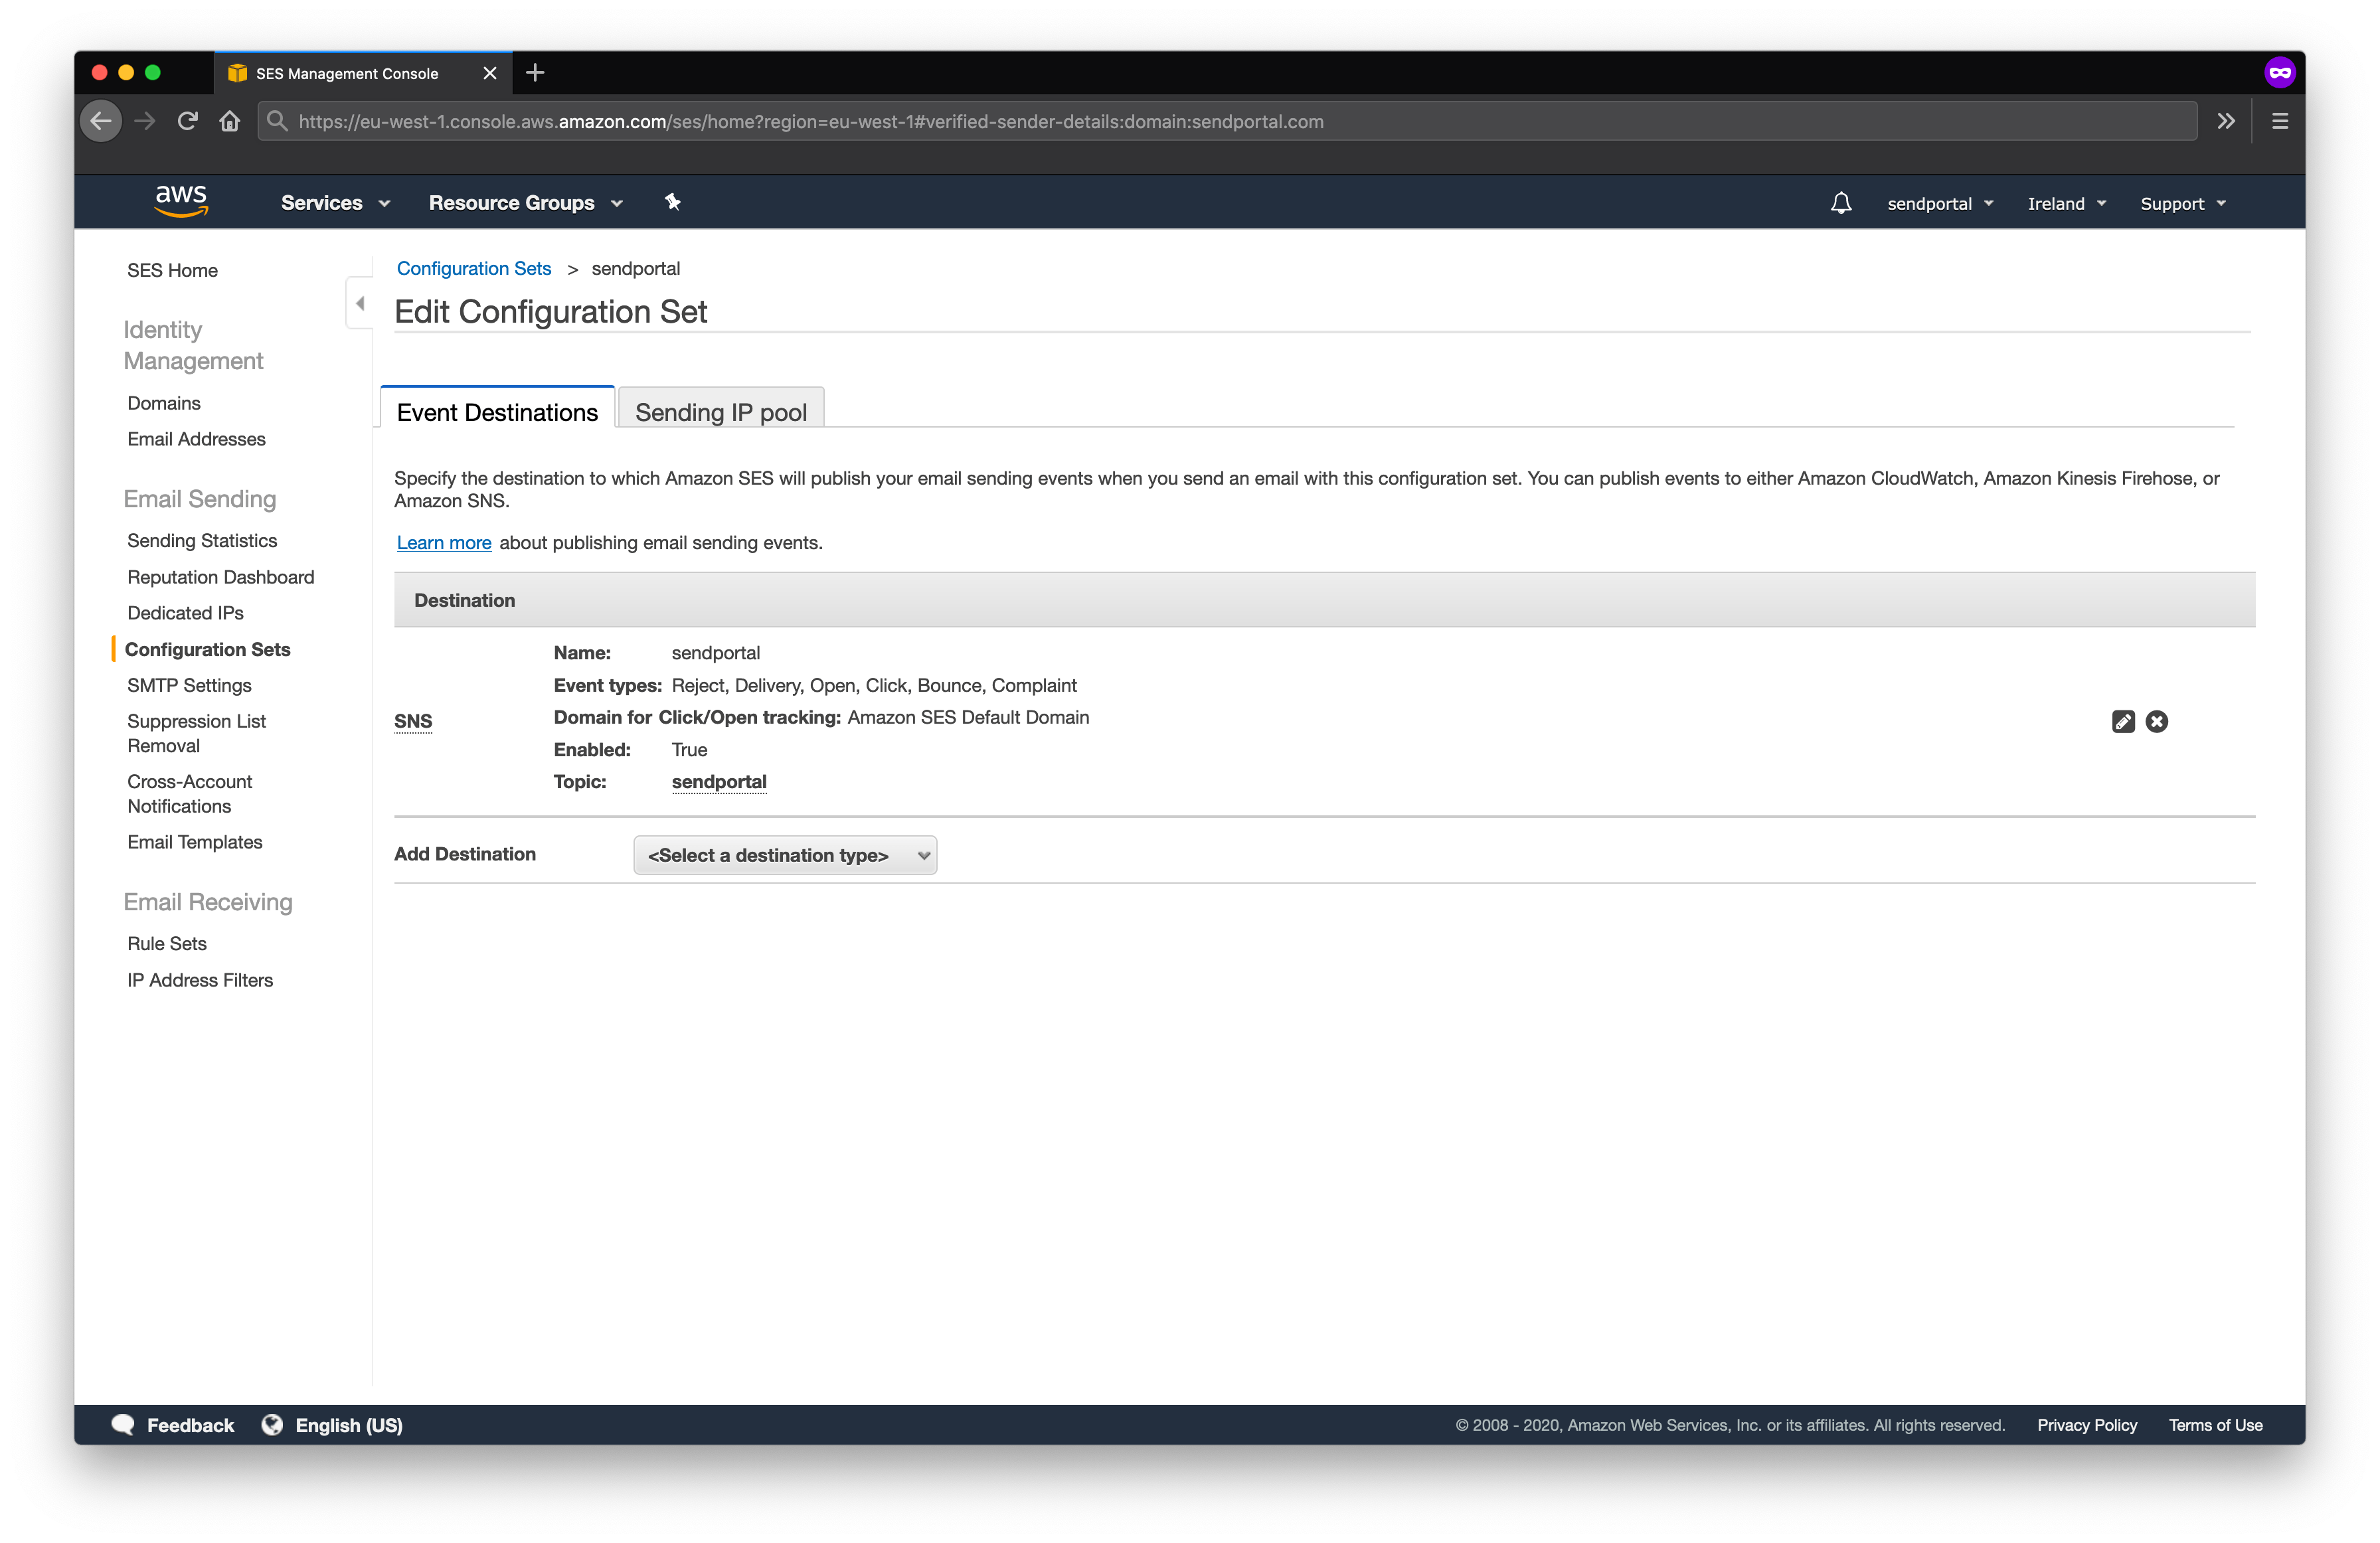 SES Management Console
https://eu-west-1.console.aws.amazon.com/ses/home?region=eu-west-1#verified-sender-details:domain:sendportal.com
aws Services Resource Groups sendportal Ireland Support
SES Home
Identity
Management
Domains
Email Addresses
Email Sending
Sending Statistics
Reputation Dashboard
Dedicated IPs
Configuration Sets
SMTP Settings
Suppression List
Removal
Cross-Account
Notifications
Email Templates
Email Receiving
Rule Sets
IP Address Filters
Configuration Sets > sendportal
Edit Configuration Set
Event Destinations Sending IP pool
Specify the destination to which Amazon SES will publish your email sending events when you send an email with this configuration set. You can publish events to either Amazon CloudWatch, Amazon Kinesis Firehose, or
Amazon SNS.
Learn more about publishing email sending events.
Destination
SNS
Name: sendportal
Event types: Reject, Delivery, Open, Click, Bounce, Complaint
Domain for Click/Open tracking: Amazon SES Default Domain
Enabled: True
Topic: sendportal
Add Destination <Select a destination type>
Feedback English (US) © 2008 - 2020, Amazon Web Services, Inc. or its affiliates. All rights reserved. Privacy Policy Terms of Use